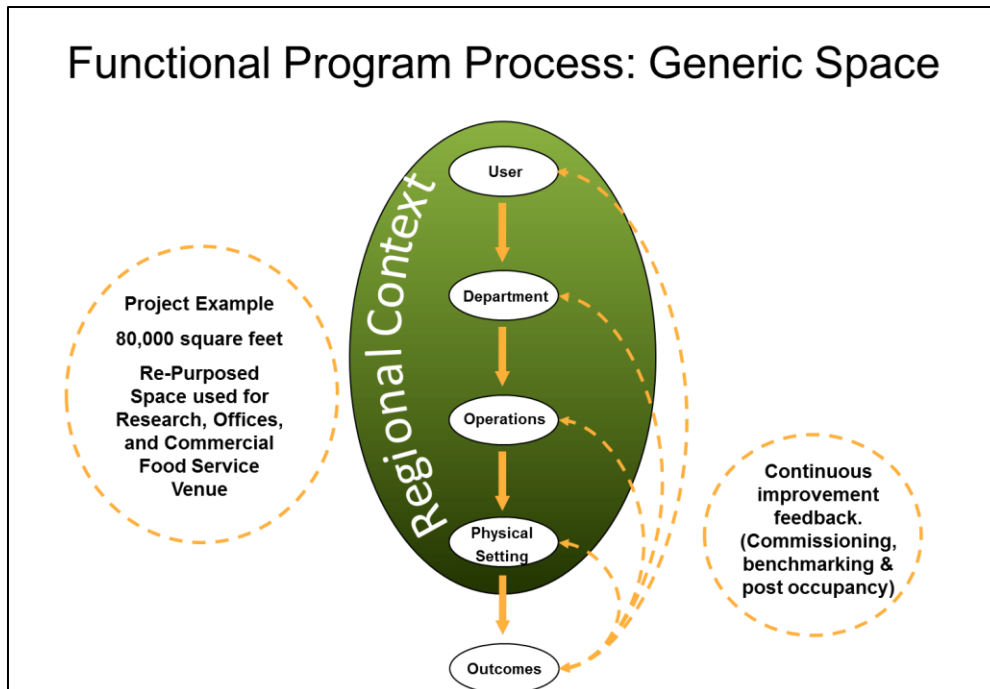 Functional Program Process: Generic Space
Regional Context
User
Department
Operations
Physical
Setting
Outcomes
Project Example
80,000 square feet
Re-Purposed
Space used for
Research, Offices,
and Commercial
Food Service
Venue
Continuous
improvement
feedback.
(Commissioning,
benchmarking &
post occupancy)